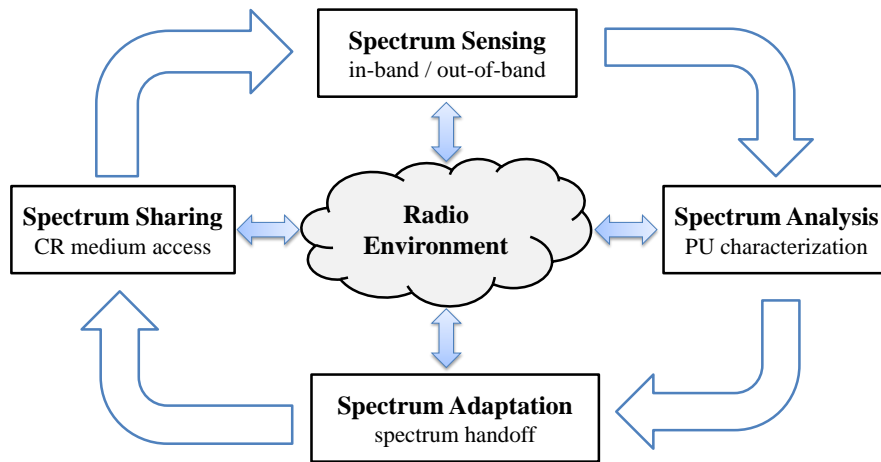 Spectrum Sensing
in-band / out-of-band
Spectrum Sharing
CR medium access
Radio
Environment
Spectrum Analysis
PU characterization
Spectrum Adaptation
spectrum handoff